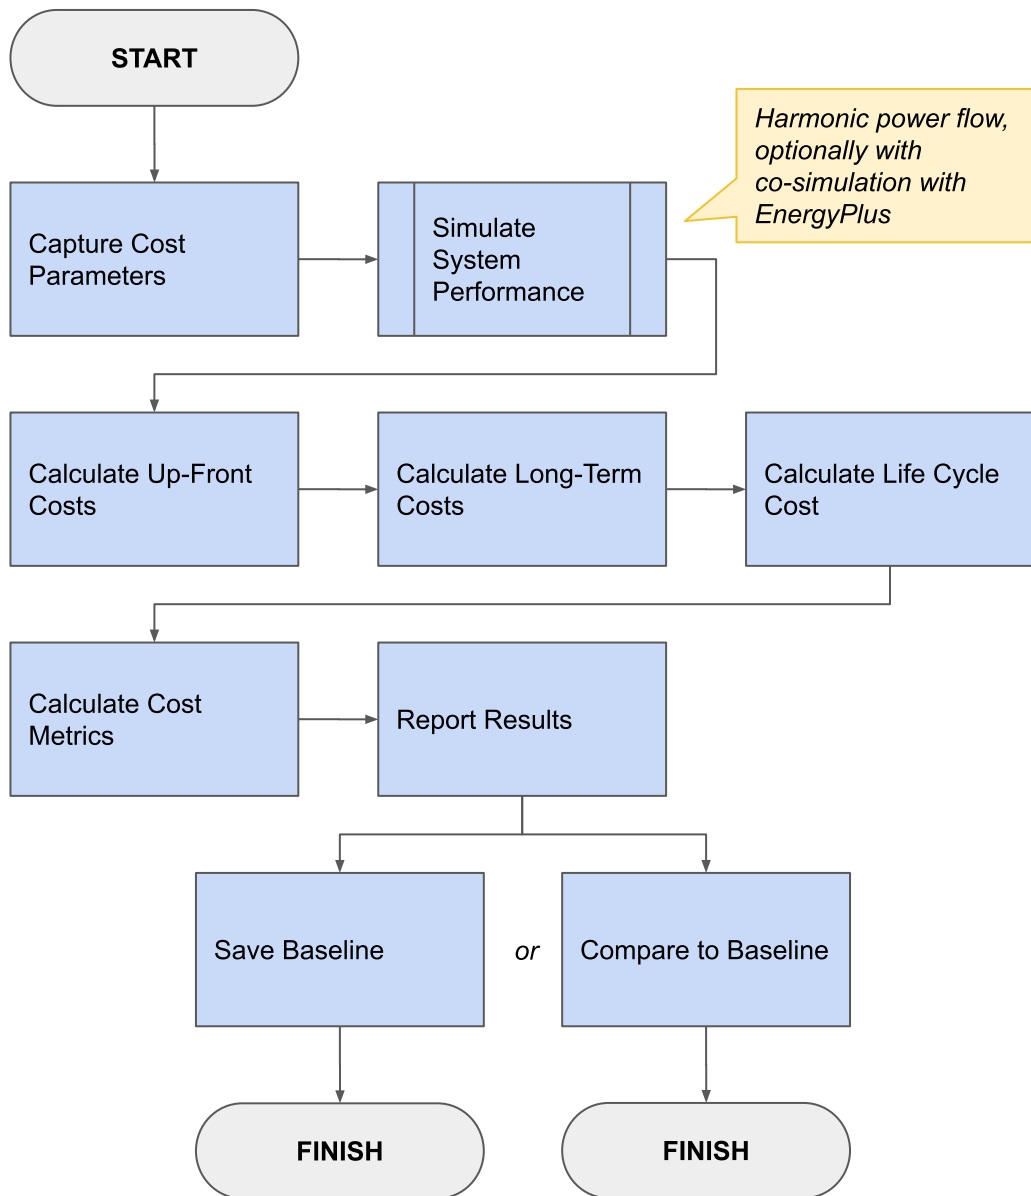 START
Harmonic power flow,
optionally with
co-simulation with
EnergyPlus
Capture Cost
Parameters
Simulate
System
Performance
Calculate Up-Front
Costs
Calculate Long-Term
Costs
Calculate Life Cycle
Cost
Calculate Cost
Metrics
Report Results
Save Baseline
or
Compare to Baseline
FINISH
FINISH